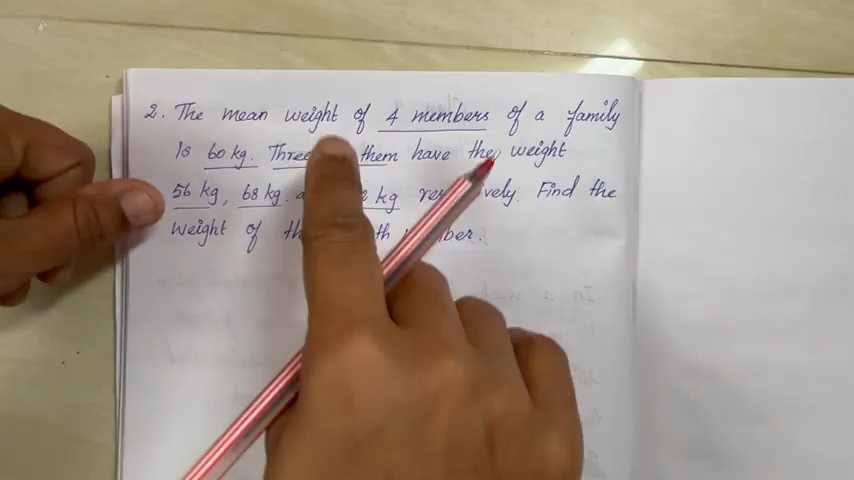 2. The mean weight of 4 members of a family
is 60 kg. Three them have the weight
56 kg, 68 kg. kg Find the
weight of